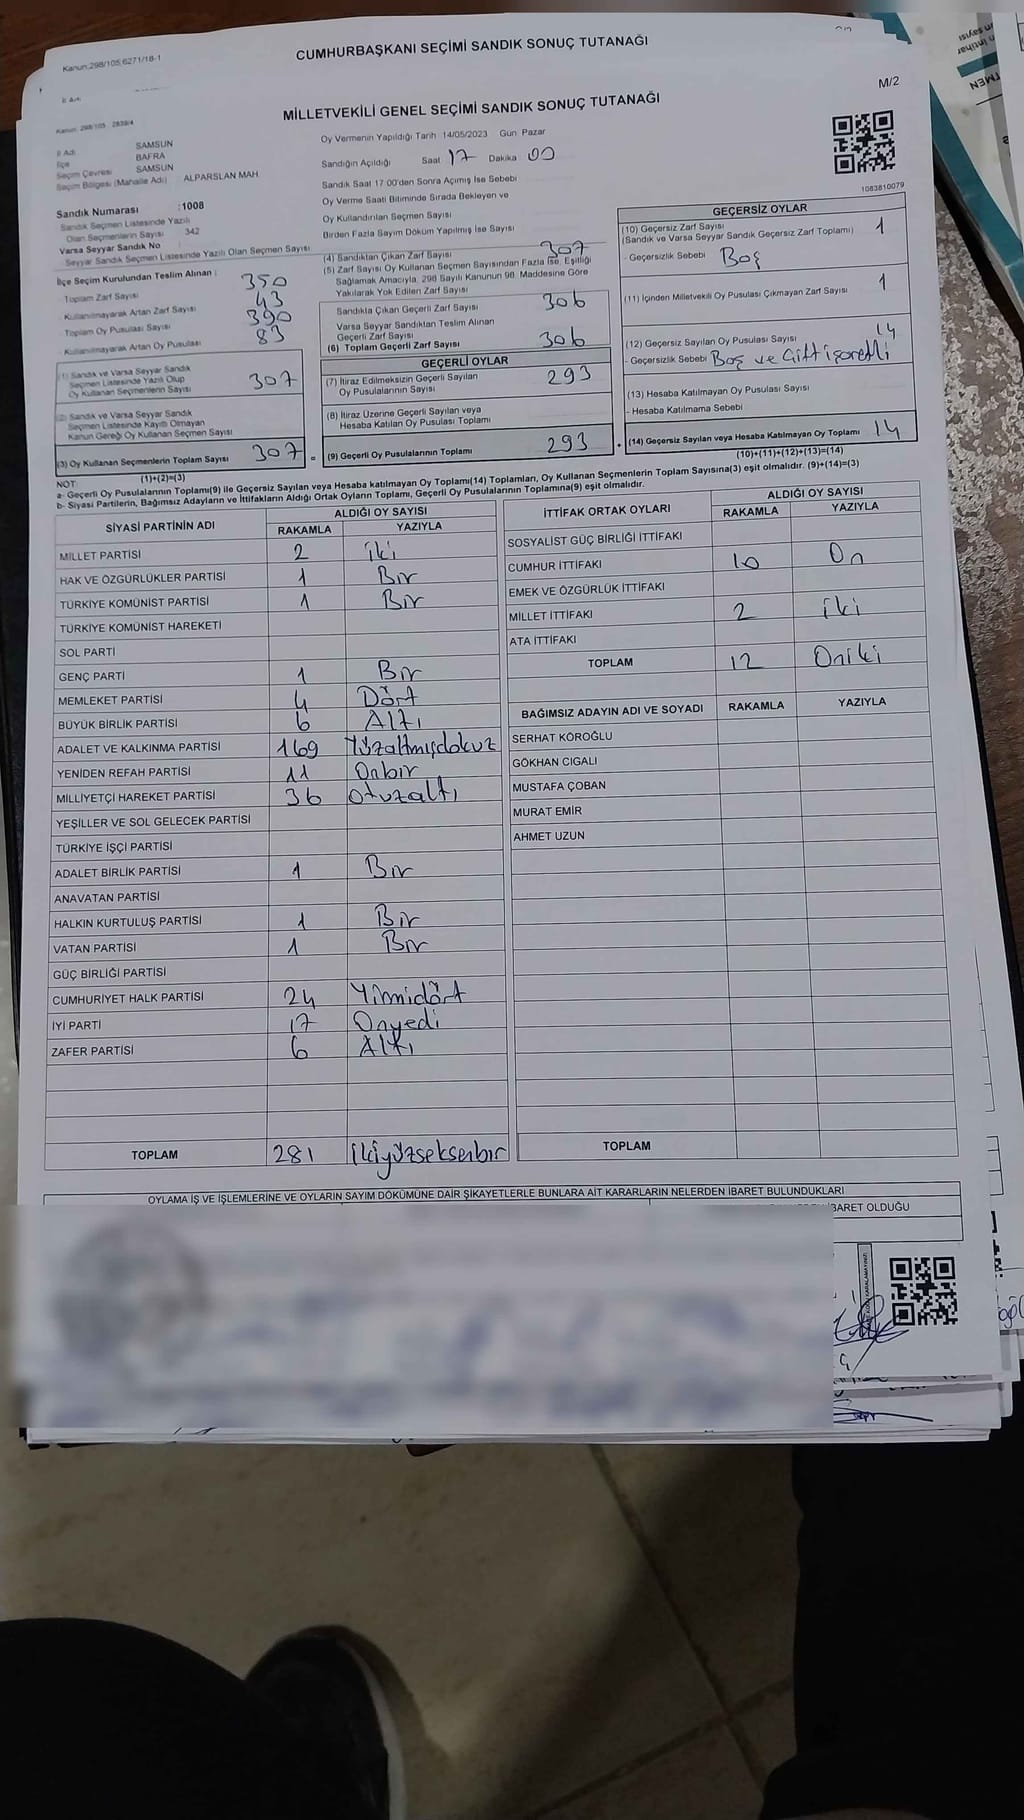 CUMHURBAŞKANI SEÇİMİ SANDIK SONUÇ TUTANAĞI
Kanun:298/105;6271/18-1
İl Adı
M/2
MİLLETVEKİLİ GENEL SEÇİMİ SANDIK SONUÇ TUTANAĞI
Kanun: 298/105 2839/4
İl Adı SAMSUN
İlçe BAFRA
Seçim Çevresi SAMSUN
Seçim Bölgesi (Mahalle Adı) : ALPARSLAN MAH
Sandık Numarası :1008
Sandık Seçmen Listesinde Yazılı
Olan Seçmenlerin Sayısı 342
Varsa Seyyar Sandık No
Seyyar Sandık Seçmen Listesinde Yazılı Olan Seçmen Sayısı
İlçe Seçim Kurulundan Teslim Alınan :
- Toplam Zarf Sayısı 350
- Kullanılmayarak Artan Zarf Sayısı 43
- Toplam Oy Pusulası Sayısı 390
- Kullanılmayarak Artan Oy Pusulası 83
(1) Sandık ve Varsa Seyyar Sandık
Seçmen Listesinde Yazılı Olup
Oy Kullanan Seçmenlerin Sayısı 307
(2) Sandık ve Varsa Seyyar Sandık
Seçmen Listesinde Kayıtlı Olmayan
Kanun Gereği Oy Kullanan Seçmen Sayısı
(3) Oy Kullanan Seçmenlerin Toplam Sayısı 307
(1)+(2)=(3)
Oy Vermenin Yapıldığı Tarih 14/05/2023 Gün Pazar
Sandığın Açıldığı Saat 17 Dakika 00
Sandık Saat 17:00'den Sonra Açılmış İse Sebebi
Oy Verme Saati Bitiminde Sırada Bekleyen ve
Oy Kullandırılan Seçmen Sayısı
Birden Fazla Sayım Döküm Yapılmış İse Sayısı
(4) Sandıktan Çıkan Zarf Sayısı 307
(5) Zarf Sayısı Oy Kullanan Seçmen Sayısından Fazla İse, Eşitliği
Sağlamak Amacıyla, 298 Sayılı Kanunun 98. Maddesine Göre
Yakılarak Yok Edilen Zarf Sayısı
Sandıkta Çıkan Geçerli Zarf Sayısı 306
Varsa Seyyar Sandıktan Teslim Alınan
Geçerli Zarf Sayısı
(6) Toplam Geçerli Zarf Sayısı 306
GEÇERLİ OYLAR
(7) İtiraz Edilmeksizin Geçerli Sayılan
Oy Pusulalarının Sayısı 293
(8) İtiraz Üzerine Geçerli Sayılan veya
Hesaba Katılan Oy Pusulası Toplamı
= (9) Geçerli Oy Pusulalarının Toplamı 293
1083810079
GEÇERSİZ OYLAR
(10) Geçersiz Zarf Sayısı
(Sandık ve Varsa Seyyar Sandık Geçersiz Zarf Toplamı) 1
- Geçersizlik Sebebi Boş
(11) İçinden Milletvekili Oy Pusulası Çıkmayan Zarf Sayısı 1
(12) Geçersiz Sayılan Oy Pusulası Sayısı 14
- Geçersizlik Sebebi Boş ve Çift işaretli
(13) Hesaba Katılmayan Oy Pusulası Sayısı
- Hesaba Katılmama Sebebi
+ (14) Geçersiz Sayılan veya Hesaba Katılmayan Oy Toplamı 14
(10)+(11)+(12)+(13)=(14)
NOT:
a- Geçerli Oy Pusulalarının Toplamı(9) ile Geçersiz Sayılan veya Hesaba katılmayan Oy Toplamı(14) Toplamları, Oy Kullanan Seçmenlerin Toplam Sayısına(3) eşit olmalıdır. (9)+(14)=(3)
b- Siyasi Partilerin, Bağımsız Adayların ve İttifakların Aldığı Ortak Oyların Toplamı, Geçerli Oy Pusulalarının Toplamına(9) eşit olmalıdır.
SİYASİ PARTİNİN ADI ALDIĞI OY SAYISI
RAKAMLA YAZIYLA
MİLLET PARTİSİ 2 iki
HAK VE ÖZGÜRLÜKLER PARTİSİ 1 Bir
TÜRKİYE KOMÜNİST PARTİSİ 1 Bir
TÜRKİYE KOMÜNİST HAREKETİ
SOL PARTİ
GENÇ PARTİ 1 Bir
MEMLEKET PARTİSİ 4 Dört
BÜYÜK BİRLİK PARTİSİ 6 Altı
ADALET VE KALKINMA PARTİSİ 169 Yüzaltmışdokuz
YENİDEN REFAH PARTİSİ 11 Onbir
MİLLİYETÇİ HAREKET PARTİSİ 36 otuzaltı
YEŞİLLER VE SOL GELECEK PARTİSİ
TÜRKİYE İŞÇİ PARTİSİ
ADALET BİRLİK PARTİSİ 1 Bir
ANAVATAN PARTİSİ
HALKIN KURTULUŞ PARTİSİ 1 Bir
VATAN PARTİSİ 1 Bir
GÜÇ BİRLİĞİ PARTİSİ
CUMHURİYET HALK PARTİSİ 24 Yirmidört
İYİ PARTİ 17 Onyedi
ZAFER PARTİSİ 6 Altı
TOPLAM 281 ikiyüzseksenbir
İTTİFAK ORTAK OYLARI ALDIĞI OY SAYISI
RAKAMLA YAZIYLA
SOSYALİST GÜÇ BİRLİĞİ İTTİFAKI
CUMHUR İTTİFAKI 10 On
EMEK VE ÖZGÜRLÜK İTTİFAKI
MİLLET İTTİFAKI 2 iki
ATA İTTİFAKI
TOPLAM 12 Oniki
BAĞIMSIZ ADAYIN ADI VE SOYADI RAKAMLA YAZIYLA
SERHAT KÖROĞLU
GÖKHAN CIGALI
MUSTAFA ÇOBAN
MURAT EMİR
AHMET UZUN
TOPLAM
OYLAMA İŞ VE İŞLEMLERİNE VE OYLARIN SAYIM DÖKÜMÜNE DAİR ŞİKAYETLERLE BUNLARA AİT KARARLARIN NELERDEN İBARET BULUNDUKLARI
İBARET OLDUĞU